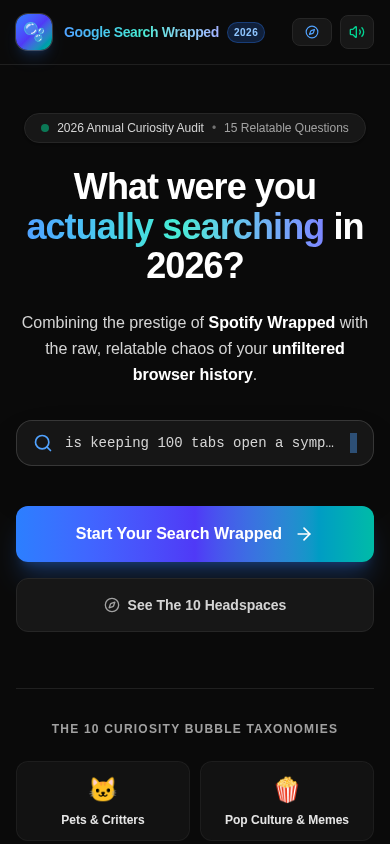 Google Search Wrapped 2026
2026 Annual Curiosity Audit • 15 Relatable Questions
What were you
actually searching in
2026?
Combining the prestige of Spotify Wrapped with
the raw, relatable chaos of your unfiltered
browser history.
is keeping 100 tabs open a symp…
Start Your Search Wrapped →
See The 10 Headspaces
THE 10 CURIOSITY BUBBLE TAXONOMIES
Pets & Critters
Pop Culture & Memes